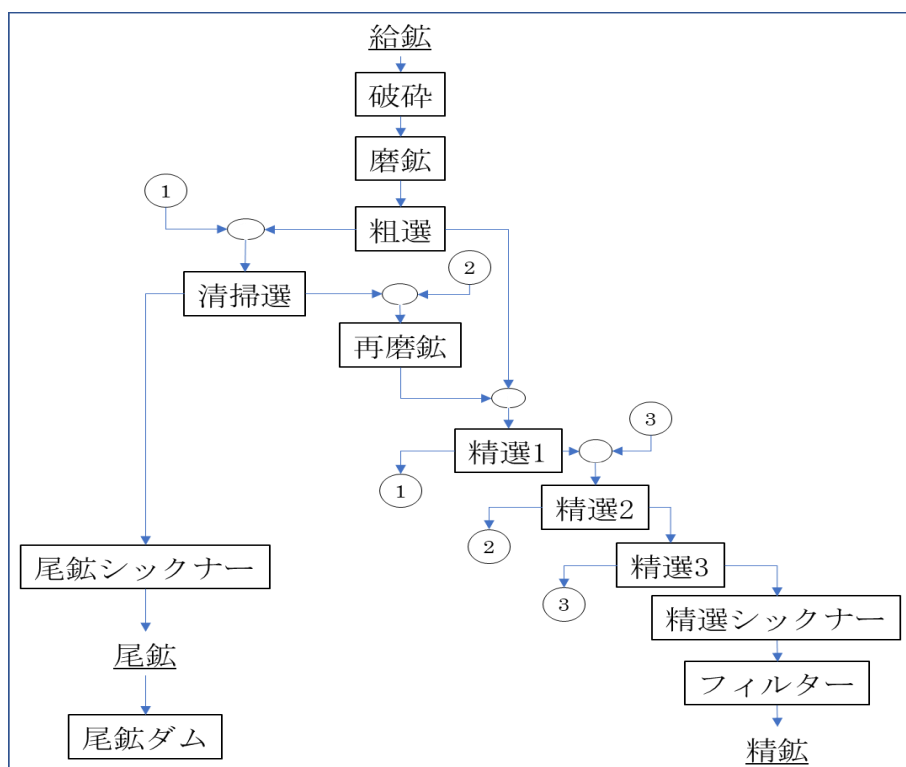 給鉱
破砕
磨鉱
1
粗選
2
清掃選
再磨鉱
3
精選1
1
精選2
2
尾鉱シックナー
精選3
3
精選シックナー
尾鉱
フィルター
尾鉱ダム
精鉱